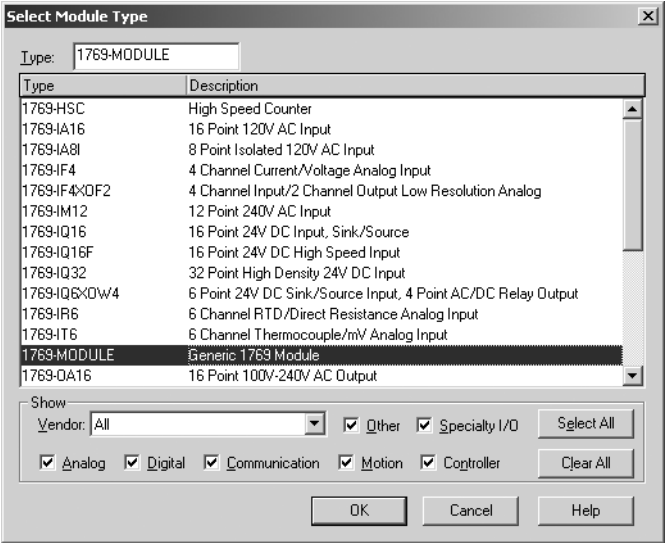 Select Module Type
Type: 1769-MODULE
Type Description
1769-HSC High Speed Counter
1769-IA16 16 Point 120V AC Input
1769-IA8I 8 Point Isolated 120V AC Input
1769-IF4 4 Channel Current/Voltage Analog Input
1769-IF4XOF2 4 Channel Input/2 Channel Output Low Resolution Analog
1769-IM12 12 Point 240V AC Input
1769-IQ16 16 Point 24V DC Input, Sink/Source
1769-IQ16F 16 Point 24V DC High Speed Input
1769-IQ32 32 Point High Density 24V DC Input
1769-IQ6XOW4 6 Point 24V DC Sink/Source Input, 4 Point AC/DC Relay Output
1769-IR6 6 Channel RTD/Direct Resistance Analog Input
1769-IT6 6 Channel Thermocouple/mV Analog Input
1769-MODULE Generic 1769 Module
1769-OA16 16 Point 100V-240V AC Output
Show
Vendor: All Other Specialty I/O Select All
Analog Digital Communication Motion Controller Clear All
OK Cancel Help